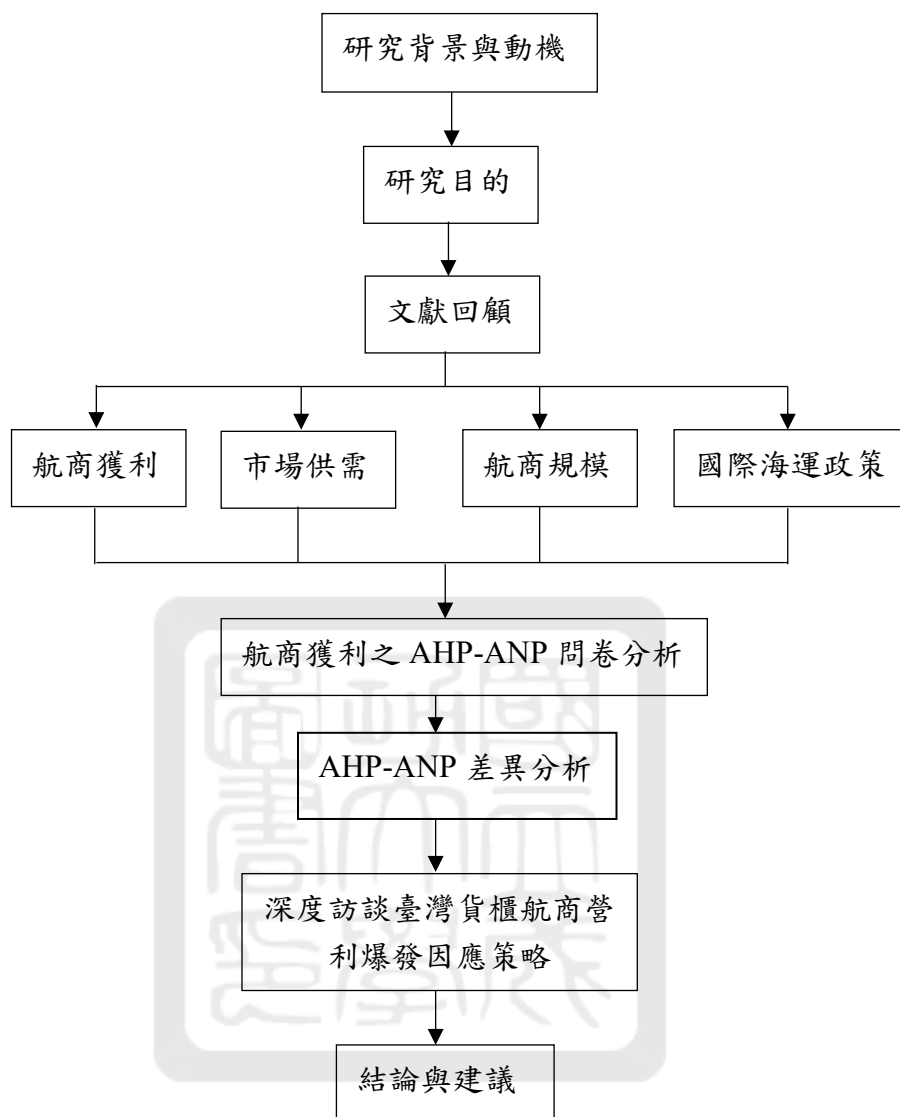 研究背景與動機
研究目的
文獻回顧
航商獲利
市場供需
航商規模
國際海運政策
航商獲利之 AHP-ANP 問卷分析
AHP-ANP 差異分析
深度訪談臺灣貨櫃航商營
利爆發因應策略
結論與建議